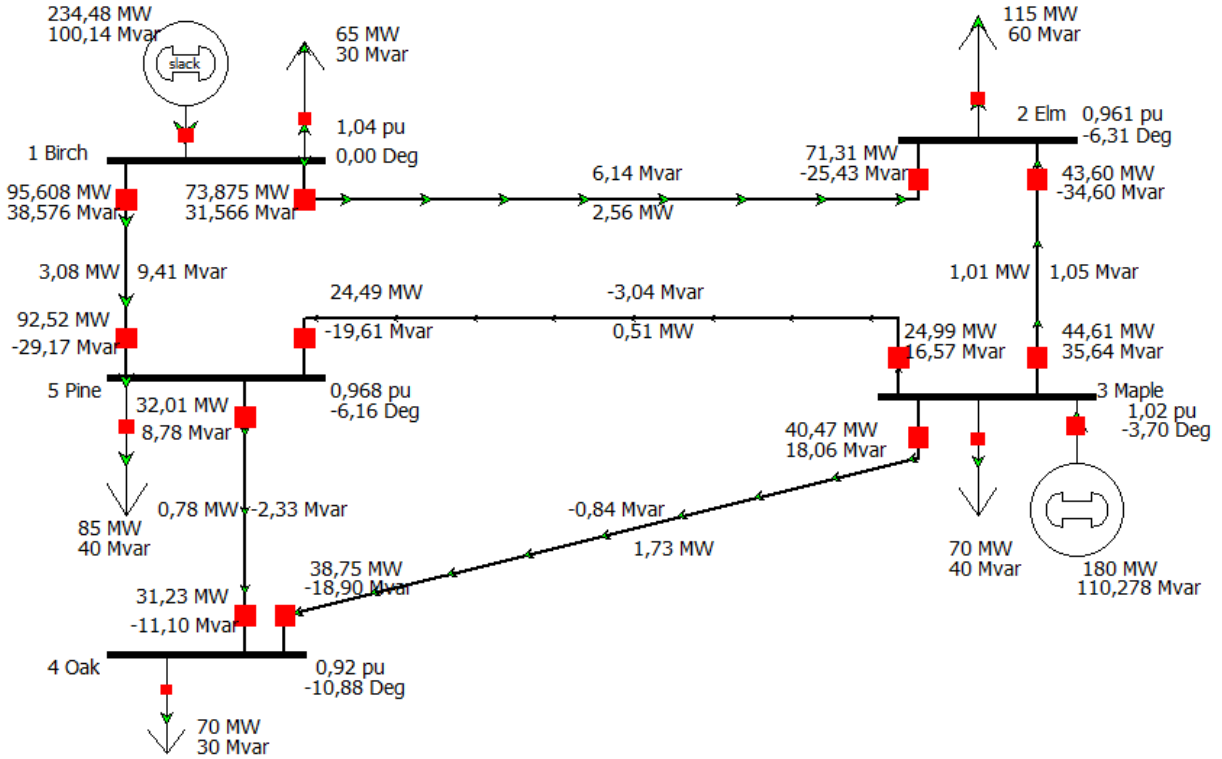 234,48 MW
100,14 Mvar
slack
65 MW
30 Mvar
115 MW
60 Mvar
1,04 pu
0,00 Deg
1 Birch
2 Elm
0,961 pu
-6,31 Deg
95,608 MW
38,576 Mvar
73,875 MW
31,566 Mvar
6,14 Mvar
2,56 MW
71,31 MW
-25,43 Mvar
43,60 MW
-34,60 Mvar
3,08 MW
9,41 Mvar
1,01 MW
1,05 Mvar
24,49 MW
-19,61 Mvar
-3,04 Mvar
0,51 MW
92,52 MW
-29,17 Mvar
24,99 MW
16,57 Mvar
44,61 MW
35,64 Mvar
5 Pine
0,968 pu
-6,16 Deg
3 Maple
1,02 pu
-3,70 Deg
32,01 MW
8,78 Mvar
40,47 MW
18,06 Mvar
0,78 MW
-2,33 Mvar
-0,84 Mvar
1,73 MW
85 MW
40 Mvar
70 MW
40 Mvar
180 MW
110,278 Mvar
38,75 MW
-18,90 Mvar
31,23 MW
-11,10 Mvar
4 Oak
0,92 pu
-10,88 Deg
70 MW
30 Mvar